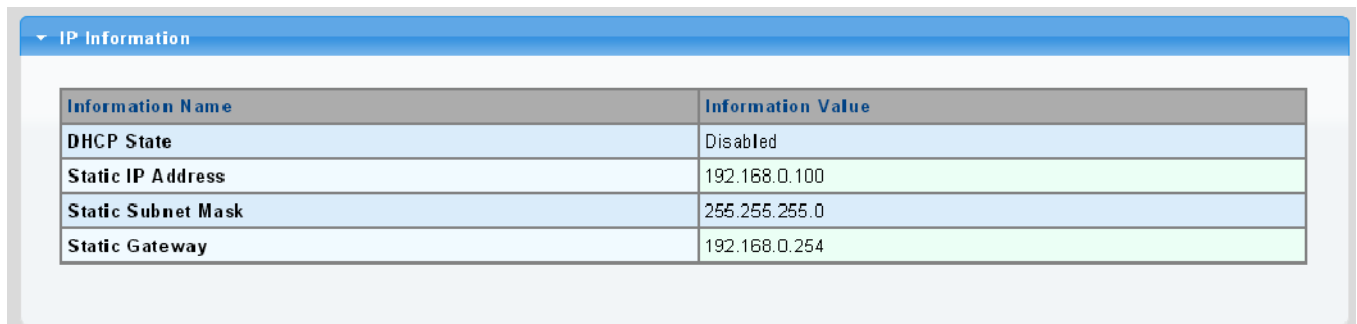 IP Information
Information Name Information Value
DHCP State Disabled
Static IP Address 192.168.0.100
Static Subnet Mask 255.255.255.0
Static Gateway 192.168.0.254